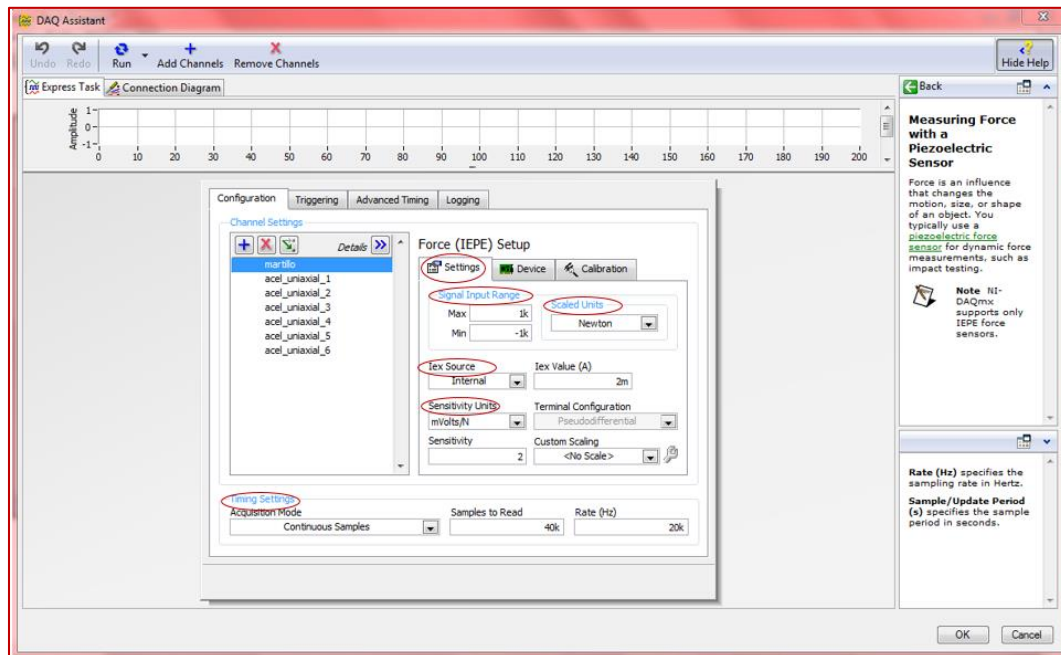 DAQ Assistant
Undo Redo Run Add Channels Remove Channels
Hide Help
Express Task Connection Diagram
Amplitude
1
0
-1
0 10 20 30 40 50 60 70 80 90 100 110 120 130 140 150 160 170 180 190 200
Configuration Triggering Advanced Timing Logging
Channel Settings
Details
martillo
acel_uniaxial_1
acel_uniaxial_2
acel_uniaxial_3
acel_uniaxial_4
acel_uniaxial_5
acel_uniaxial_6
Force (IEPE) Setup
Settings Device Calibration
Signal Input Range
Max 1k
Min -1k
Scaled Units
Newton
Iex Source
Internal
Iex Value (A)
2m
Sensitivity Units
mVolts/N
Terminal Configuration
Pseudodifferential
Sensitivity
2
Custom Scaling
<No Scale>
Timing Settings
Acquisition Mode
Continuous Samples
Samples to Read
40k
Rate (Hz)
20k
Back
Measuring Force
with a
Piezoelectric
Sensor
Force is an influence
that changes the
motion, size, or shape
of an object. You
typically use a
piezoelectric force
sensor for dynamic force
measurements, such as
impact testing.
Note NI-
DAQmx
supports only
IEPE force
sensors.
Rate (Hz) specifies the
sampling rate in Hertz.
Sample/Update Period
(s) specifies the sample
period in seconds.
OK Cancel